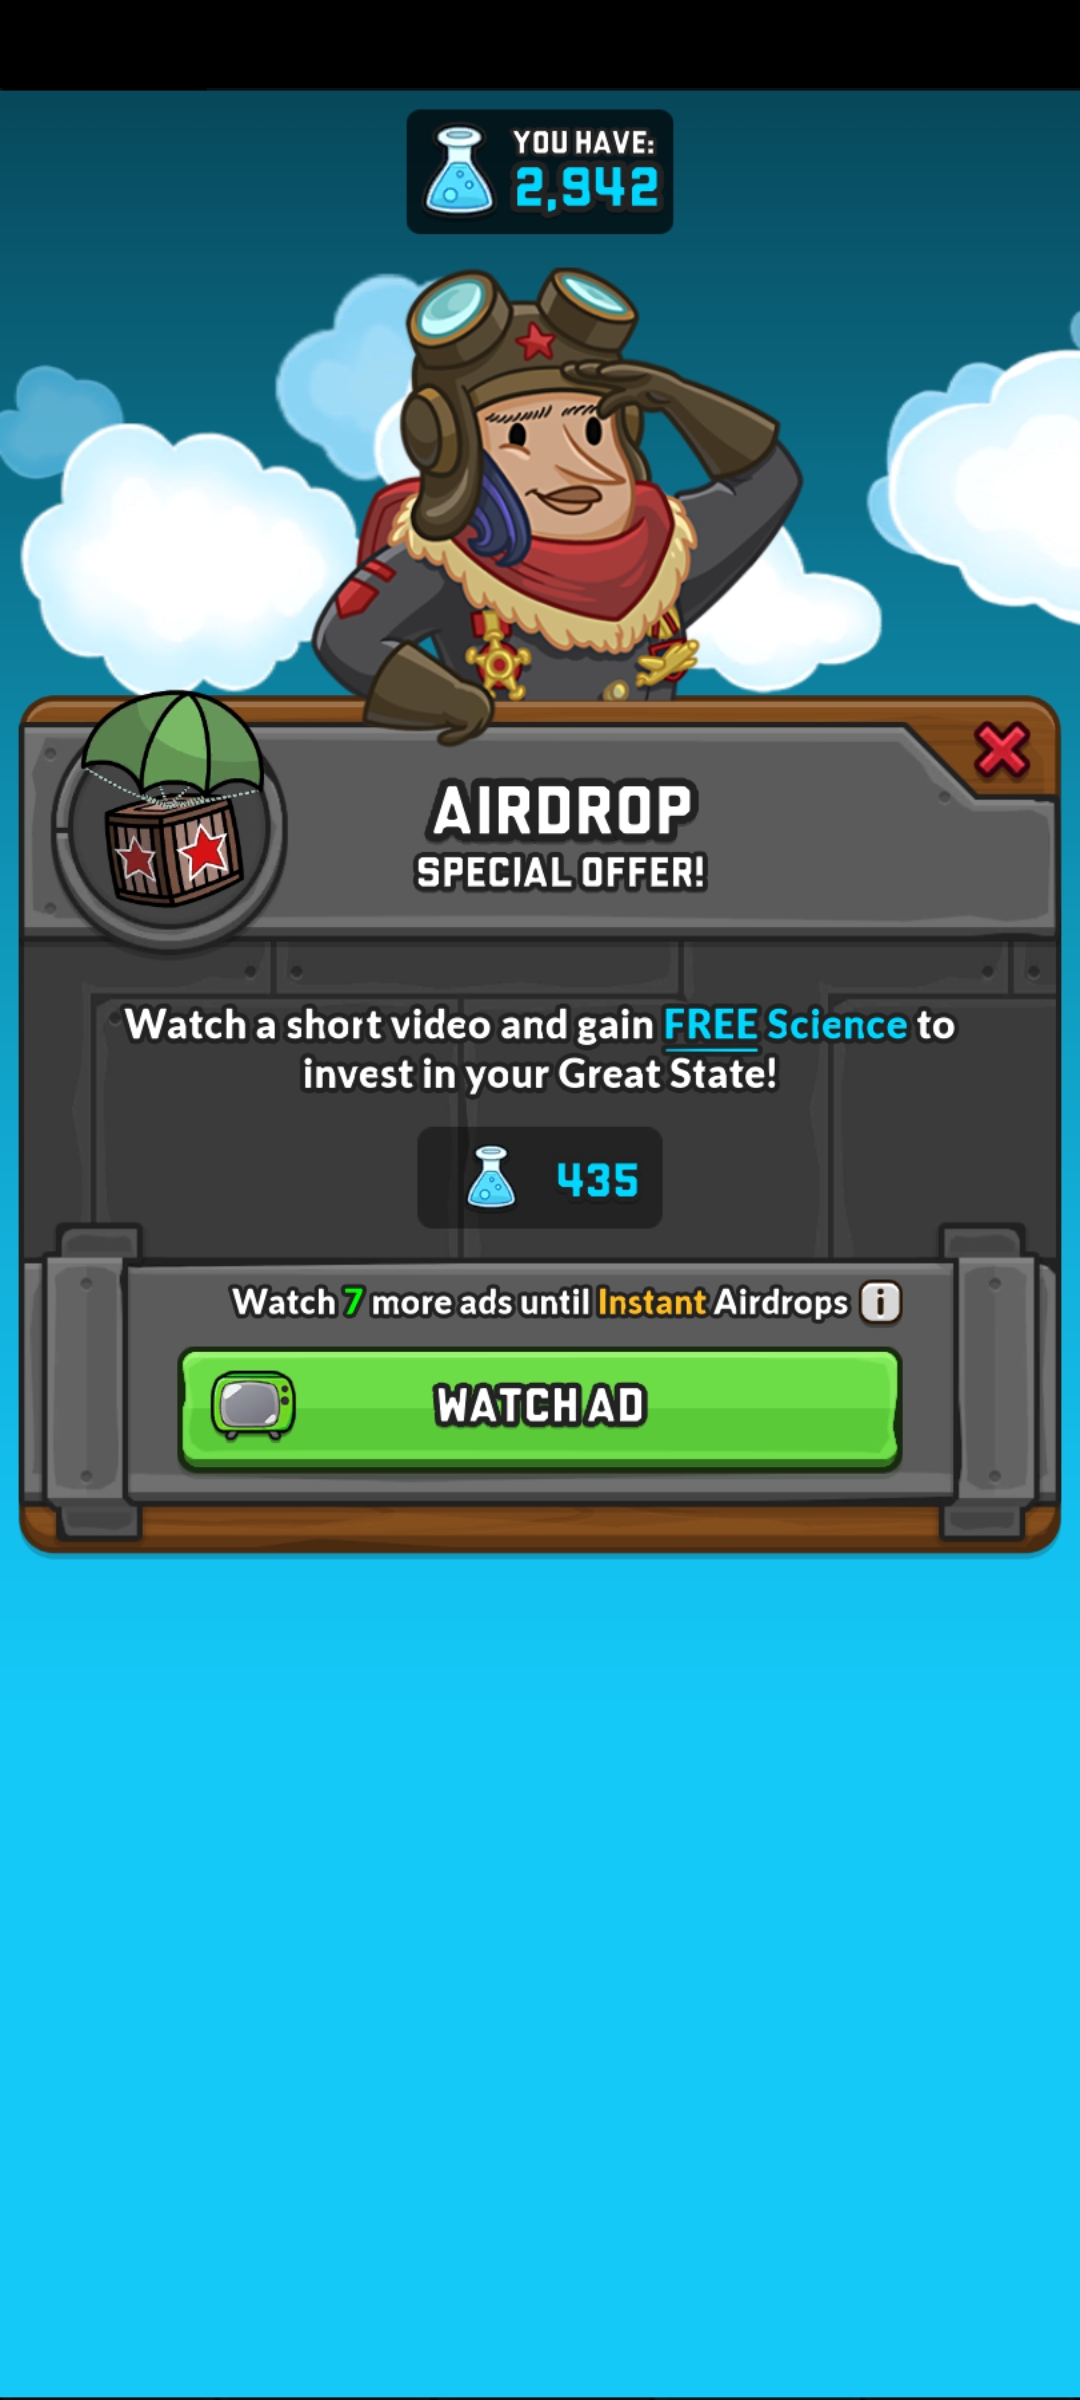 YOU HAVE:
2,942
AIRDROP
SPECIAL OFFER!
Watch a short video and gain FREE Science to
invest in your Great State!
435
Watch 7 more ads until Instant Airdrops i
WATCH AD